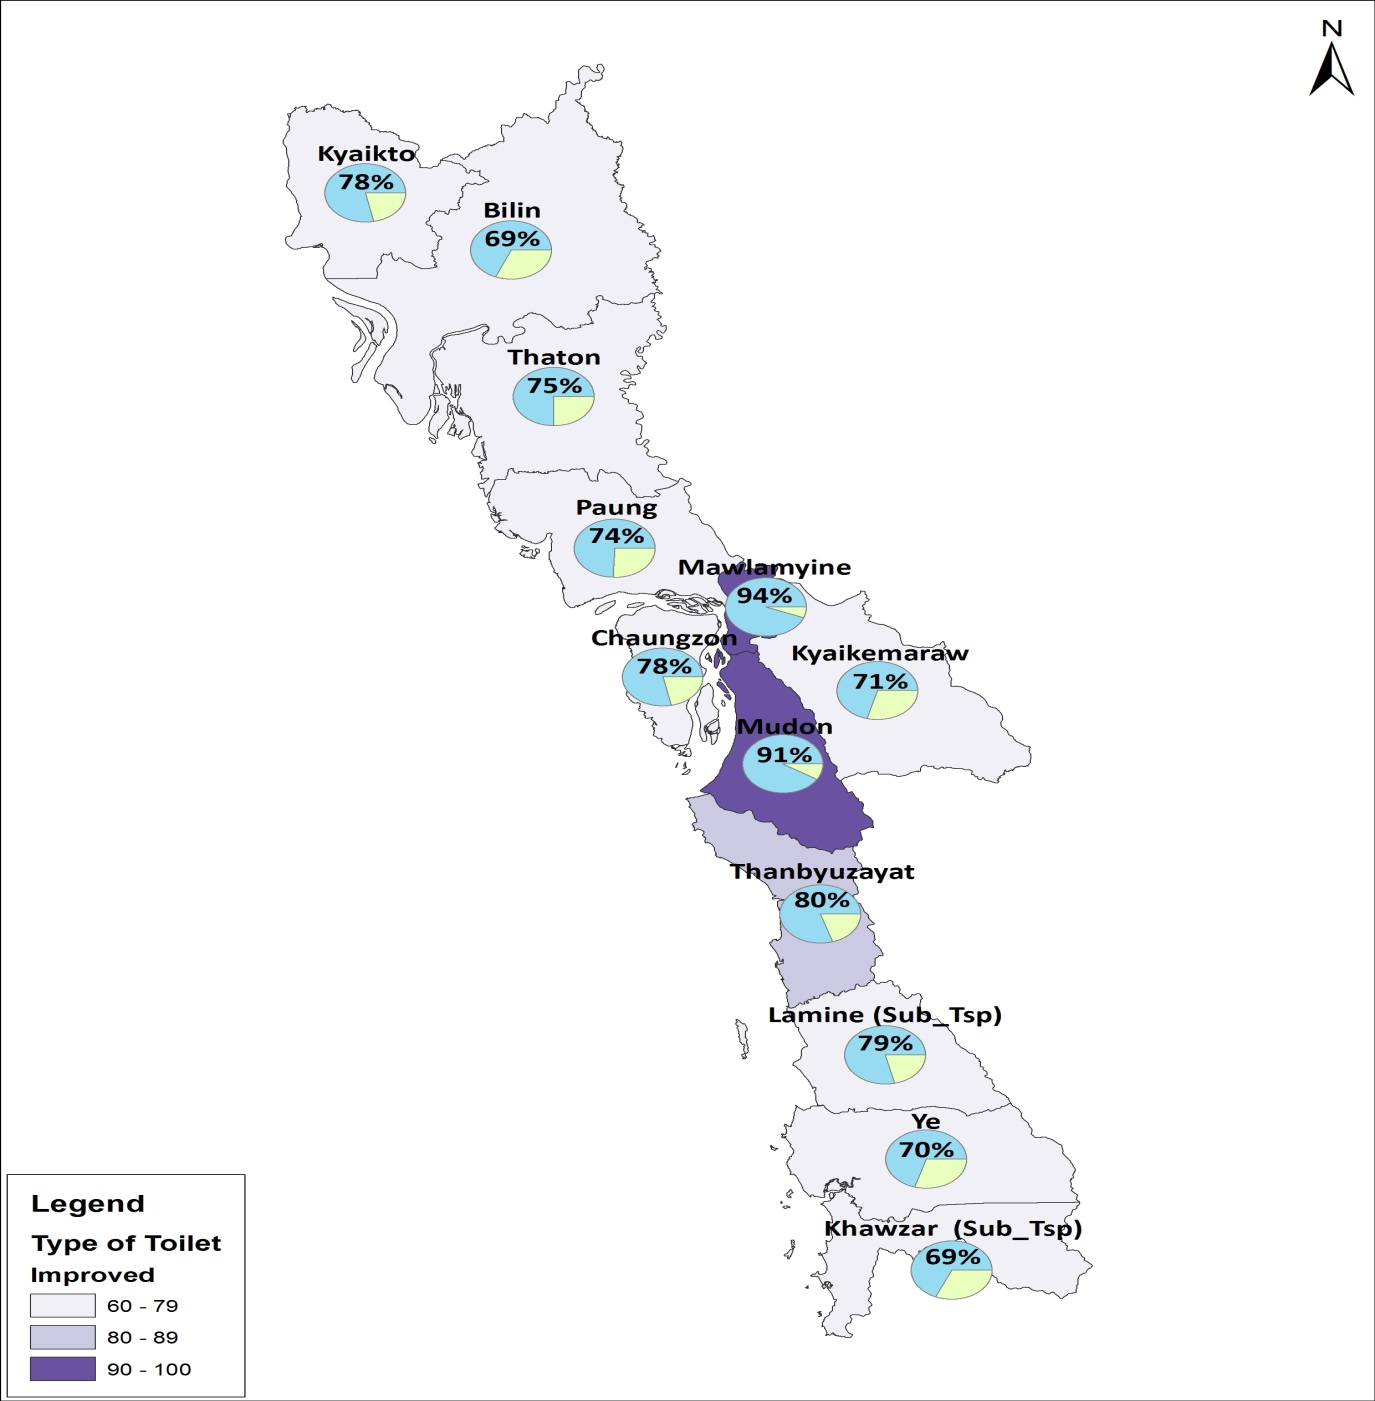 N
Kyaikto
78%
Bilin
69%
Thaton
75%
Paung
74%
Mawlamyine
94%
Chaungzon
78%
Kyaikemaraw
71%
Mudon
91%
Thanbyuzayat
80%
Lamine (Sub_Tsp)
79%
Ye
70%
Khawzar (Sub_Tsp)
69%
Legend
Type of Toilet
Improved
60 - 79
80 - 89
90 - 100